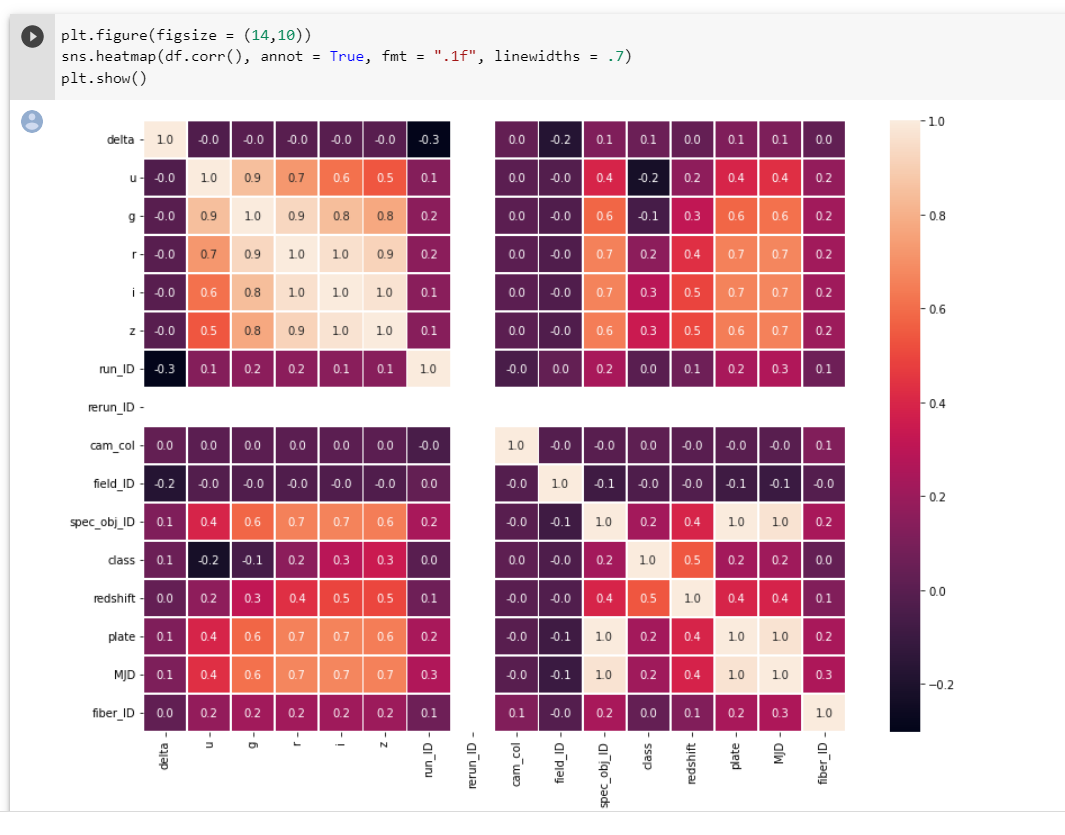 plt.figure(figsize = (14,10))
sns.heatmap(df.corr(), annot = True, fmt = ".1f", linewidths = .7)
plt.show()
delta 1.0 -0.0 -0.0 -0.0 -0.0 -0.0 -0.3 0.0 -0.2 0.1 0.1 0.0 0.1 0.1 0.0
u -0.0 1.0 0.9 0.7 0.6 0.5 0.1 0.0 -0.0 0.4 -0.2 0.2 0.4 0.4 0.2
g -0.0 0.9 1.0 0.9 0.8 0.8 0.2 0.0 -0.0 0.6 -0.1 0.3 0.6 0.6 0.2
r -0.0 0.7 0.9 1.0 1.0 0.9 0.2 0.0 -0.0 0.7 0.2 0.4 0.7 0.7 0.2
i -0.0 0.6 0.8 1.0 1.0 1.0 0.1 0.0 -0.0 0.7 0.3 0.5 0.7 0.7 0.2
z -0.0 0.5 0.8 0.9 1.0 1.0 0.1 0.0 -0.0 0.6 0.3 0.5 0.6 0.7 0.2
run_ID -0.3 0.1 0.2 0.2 0.1 0.1 1.0 -0.0 0.0 0.2 0.0 0.1 0.2 0.3 0.1
rerun_ID
cam_col 0.0 0.0 0.0 0.0 0.0 0.0 -0.0 1.0 -0.0 -0.0 0.0 -0.0 -0.0 -0.0 0.1
field_ID -0.2 -0.0 -0.0 -0.0 -0.0 -0.0 0.0 -0.0 1.0 -0.1 -0.0 -0.0 -0.1 -0.1 -0.0
spec_obj_ID 0.1 0.4 0.6 0.7 0.7 0.6 0.2 -0.0 -0.1 1.0 0.2 0.4 1.0 1.0 0.2
class 0.1 -0.2 -0.1 0.2 0.3 0.3 0.0 0.0 -0.0 0.2 1.0 0.5 0.2 0.2 0.0
redshift 0.0 0.2 0.3 0.4 0.5 0.5 0.1 -0.0 -0.0 0.4 0.5 1.0 0.4 0.4 0.1
plate 0.1 0.4 0.6 0.7 0.7 0.6 0.2 -0.0 -0.1 1.0 0.2 0.4 1.0 1.0 0.2
MJD 0.1 0.4 0.6 0.7 0.7 0.7 0.3 -0.0 -0.1 1.0 0.2 0.4 1.0 1.0 0.3
fiber_ID 0.0 0.2 0.2 0.2 0.2 0.2 0.1 0.1 -0.0 0.2 0.0 0.1 0.2 0.3 1.0
delta u g r i z run_ID rerun_ID cam_col field_ID spec_obj_ID class redshift plate MJD fiber_ID
1.0
0.8
0.6
0.4
0.2
0.0
−0.2